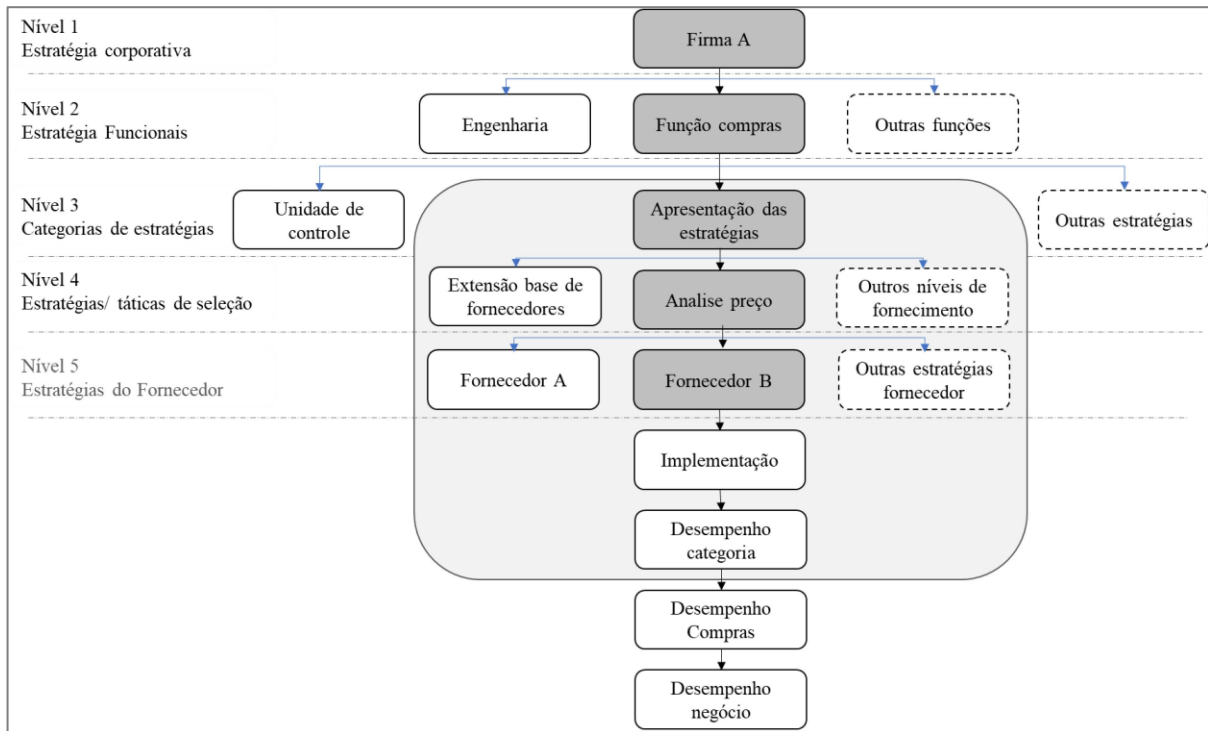 Nível 1
Estratégia corporativa
Firma A
Nível 2
Estratégia Funcionais
Engenharia
Função compras
Outras funções
Nível 3
Categorias de estratégias
Unidade de
controle
Apresentação das
estratégias
Outras estratégias
Nível 4
Estratégias/ táticas de seleção
Extensão base de
fornecedores
Analise preço
Outros níveis de
fornecimento
Nível 5
Estratégias do Fornecedor
Fornecedor A
Fornecedor B
Outras estratégias
fornecedor
Implementação
Desempenho
categoria
Desempenho
Compras
Desempenho
negócio